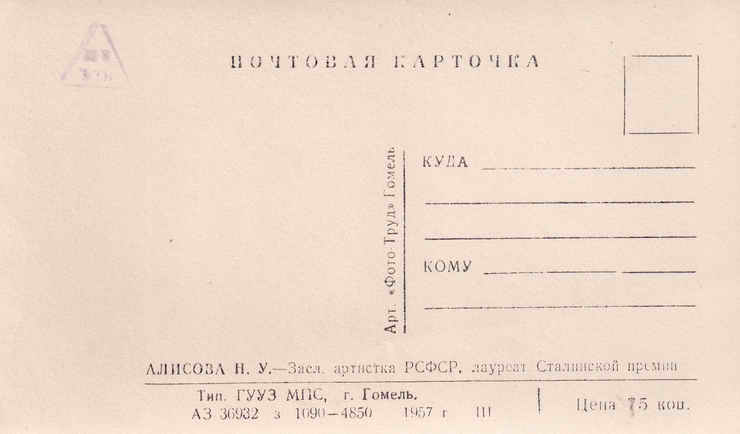 ПОЧТОВАЯ КАРТОЧКА
Арт. «Фото-Труд» Гомель
КУДА
КОМУ
АЛИСОВА Н. У.—Засл. артистка РСФСР, лауреат Сталинской премии
Тип. ГУУЗ МПС, г. Гомель.
АЗ 36932 з 1090—4850 1957 г III
Цена 75 коп.